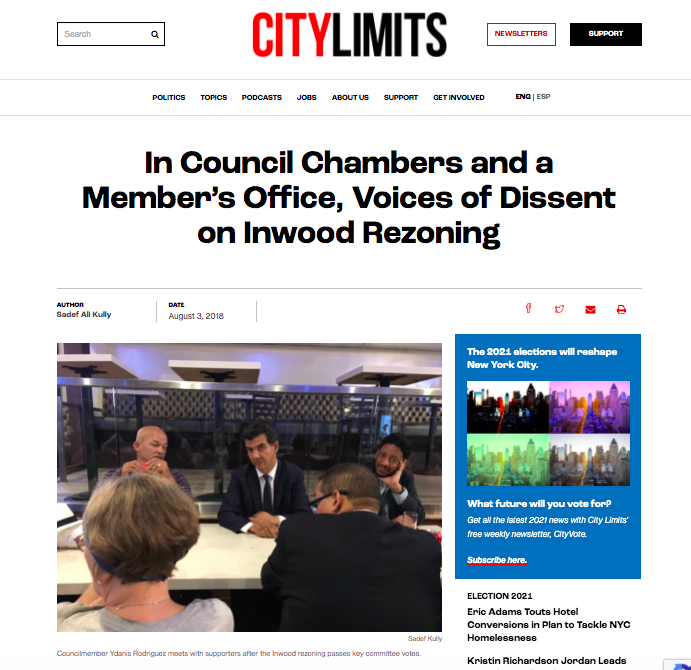 Search
CITYLIMITS
NEWSLETTERS
SUPPORT
POLITICS TOPICS PODCASTS JOBS ABOUT US SUPPORT GET INVOLVED ENG | ESP
In Council Chambers and a
Member's Office, Voices of Dissent
on Inwood Rezoning
AUTHOR
Sadef Ali Kully
DATE
August 3, 2018
Sadef Kully
Councilmember Ydanis Rodriguez meets with supporters after the Inwood rezoning passes key committee votes.
The 2021 elections will reshape
New York City.
What future will you vote for?
Get all the latest 2021 news with City Limits'
free weekly newsletter, CityVote.
Subscribe here.
ELECTION 2021
Eric Adams Touts Hotel
Conversions in Plan to Tackle NYC
Homelessness
Kristin Richardson Jordan Leads